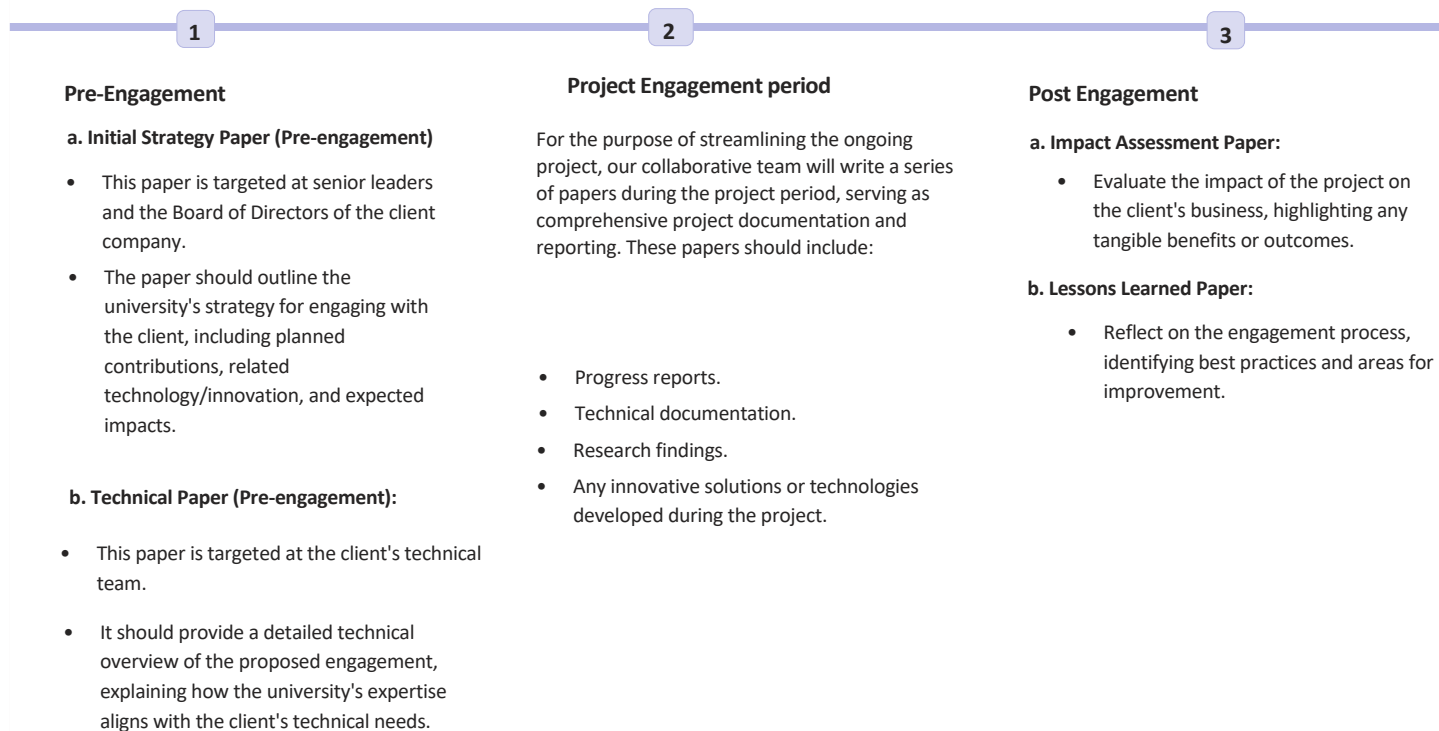 1
2
3
Pre-Engagement
a. Initial Strategy Paper (Pre-engagement)
• This paper is targeted at senior leaders
and the Board of Directors of the client
company.
• The paper should outline the
university's strategy for engaging with
the client, including planned
contributions, related
technology/innovation, and expected
impacts.
b. Technical Paper (Pre-engagement):
• This paper is targeted at the client's technical
team.
• It should provide a detailed technical
overview of the proposed engagement,
explaining how the university's expertise
aligns with the client's technical needs.
Project Engagement period
For the purpose of streamlining the ongoing
project, our collaborative team will write a series
of papers during the project period, serving as
comprehensive project documentation and
reporting. These papers should include:
• Progress reports.
• Technical documentation.
• Research findings.
• Any innovative solutions or technologies
developed during the project.
Post Engagement
a. Impact Assessment Paper:
• Evaluate the impact of the project on
the client's business, highlighting any
tangible benefits or outcomes.
b. Lessons Learned Paper:
• Reflect on the engagement process,
identifying best practices and areas for
improvement.